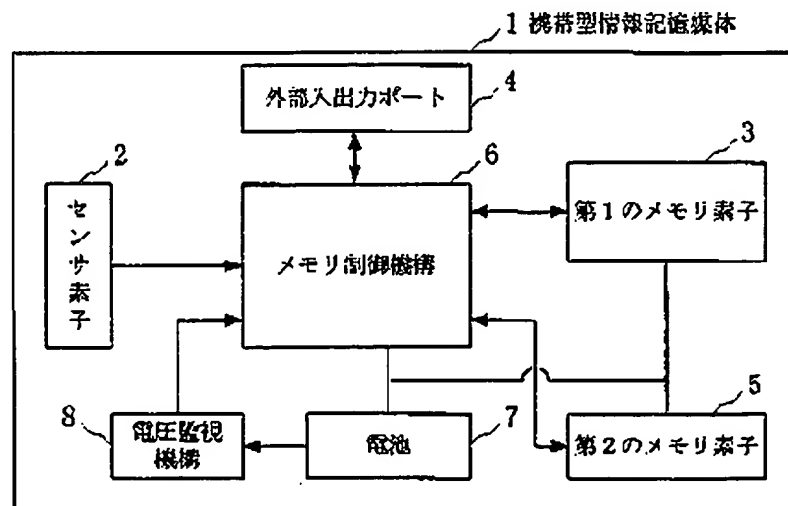 1 携帯型情報記憶媒体
外部入出力ポート
4
2
6
3
センサ素子
メモリ制御機構
第1のメモリ素子
8
電圧監視
機構
電池
7
5
第2のメモリ素子